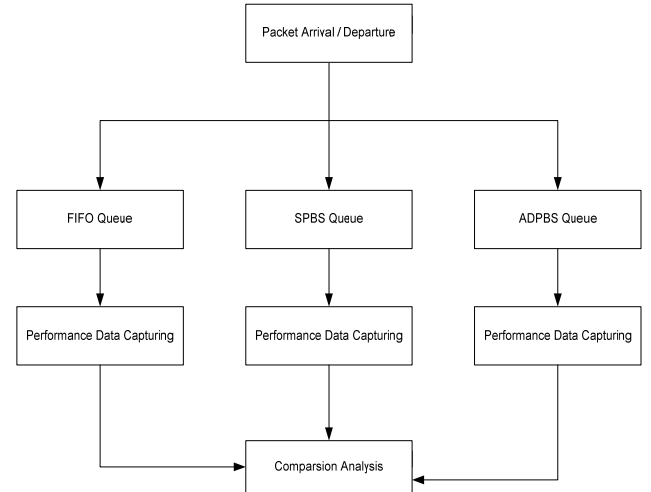 Packet Arrival / Departure
FIFO Queue
SPBS Queue
ADPBS Queue
Performance Data Capturing
Performance Data Capturing
Performance Data Capturing
Comparsion Analysis